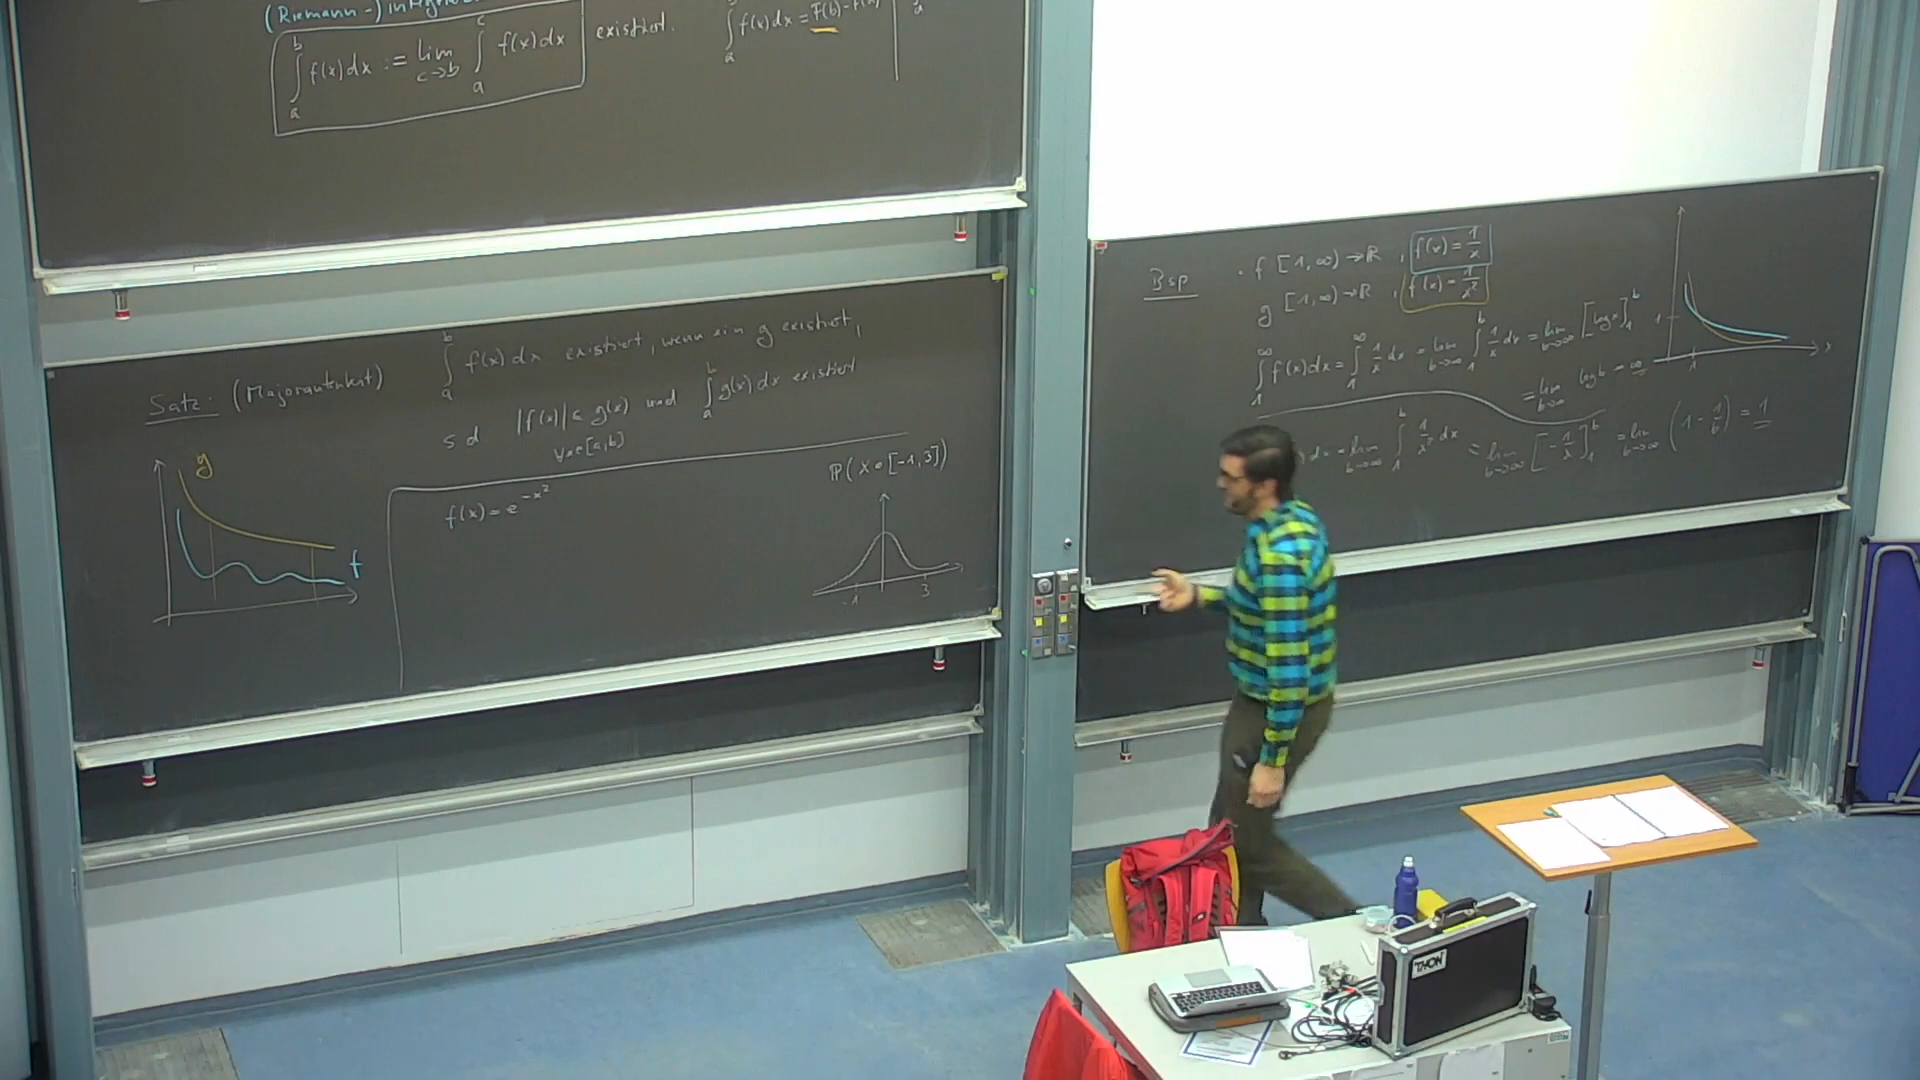 (Riemann-)
∫_a^b f(x) dx := lim_{c→b} ∫_a^c f(x) dx existiert.
∫_a^b f(x) dx = F(b) - F(a)
Satz: (Majorantenkrit) ∫_a^b f(x) dx existiert, wenn ein g existiert,
s d |f(x)| ≤ g(x) und ∫_a^b g(x) dx existiert
∀x∈[a,b]
g
f
f(x) = e^{-x²}
P(X∈[-1,3])
-1 3
Bsp · f [1,∞) → ℝ , f(x) = 1/x
g [1,∞) → ℝ , f(x) = 1/x²
∫_1^∞ f(x) dx = ∫_1^∞ 1/x dx = lim_{b→∞} ∫_1^b 1/x dx = lim_{b→∞} [log x]_1^b
= lim_{b→∞} log b = ∞
) dx = lim_{b→∞} ∫_1^b 1/x² dx = lim_{b→∞} [-1/x]_1^b = lim_{b→∞} (1 - 1/b) = 1
1
1
x
THON